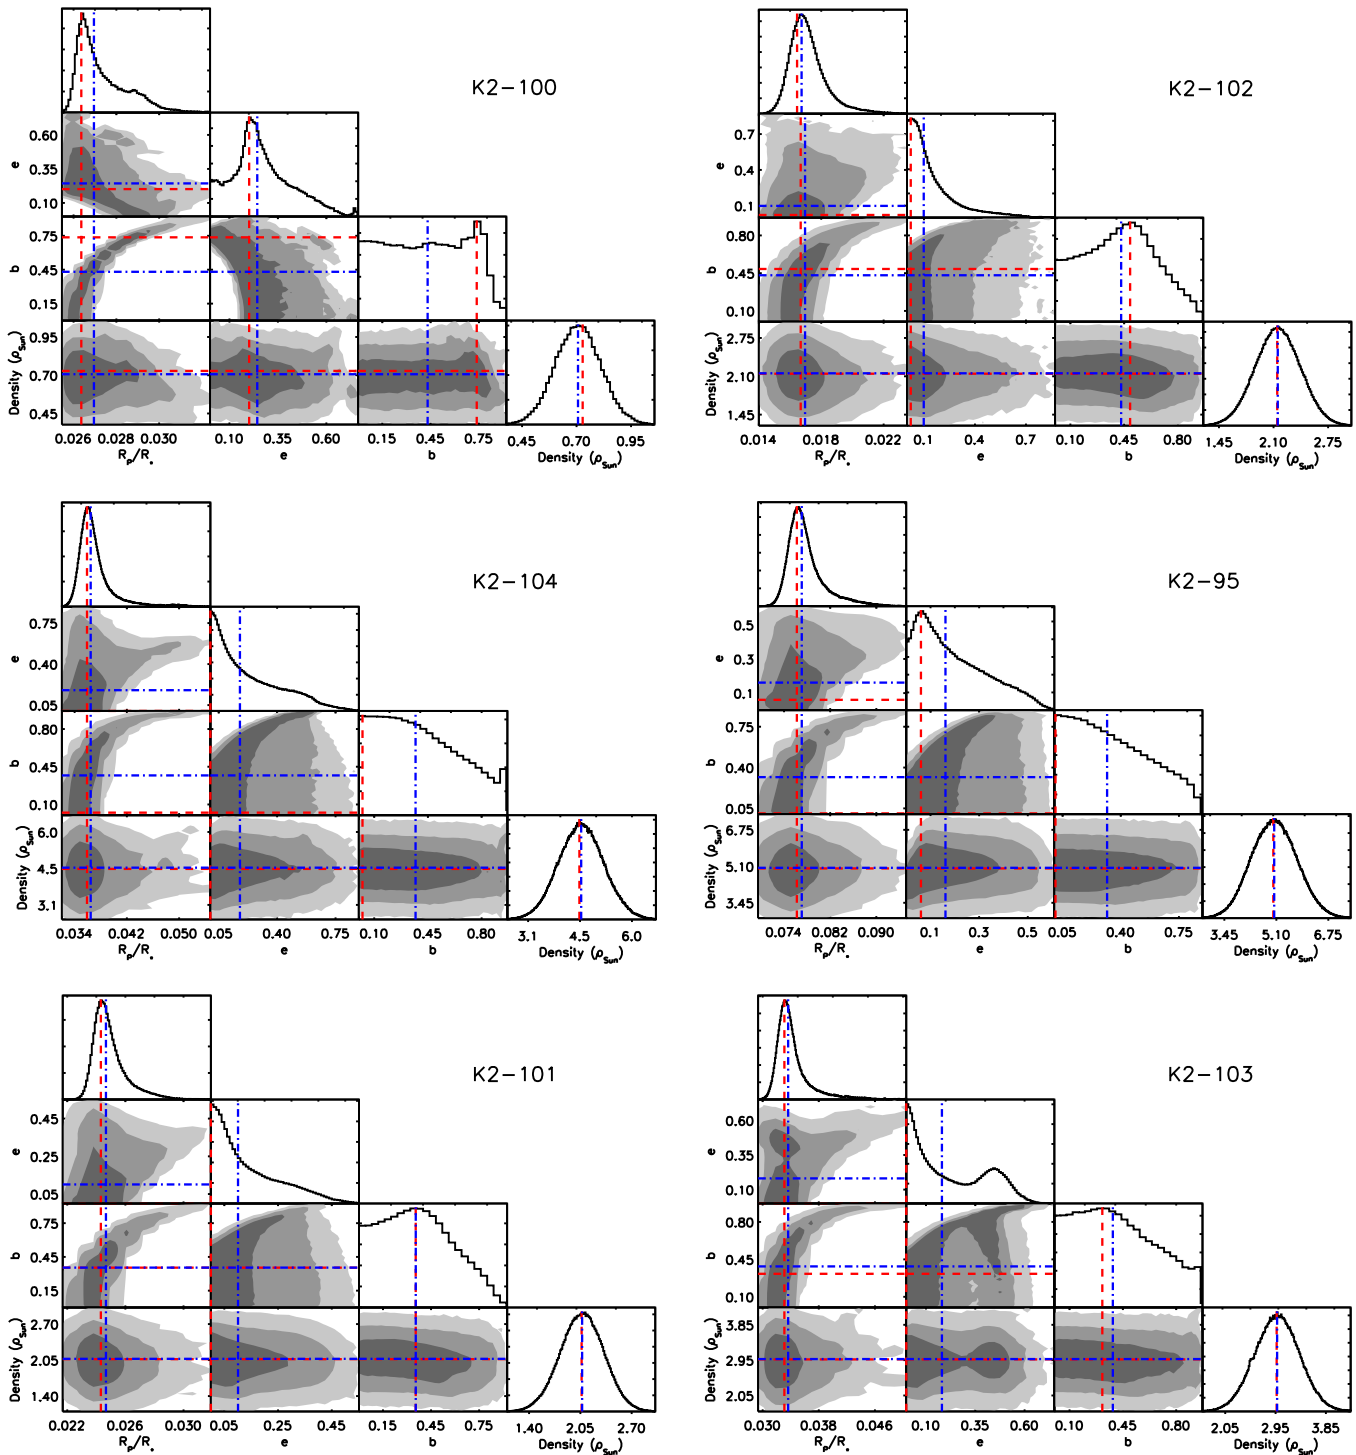 K2-100
e
0.60
0.35
0.10
b
0.75
0.45
0.15
Density (ρSun)
0.95
0.70
0.45
0.026 0.028 0.030
0.10 0.35 0.60
0.15 0.45 0.75
0.45 0.70 0.95
Rp/R* e b Density (ρSun)
K2-102
e
0.7
0.4
0.1
b
0.80
0.45
0.10
Density (ρSun)
2.75
2.10
1.45
0.014 0.018 0.022
0.1 0.4 0.7
0.10 0.45 0.80
1.45 2.10 2.75
Rp/R* e b Density (ρSun)
K2-104
e
0.75
0.40
0.05
b
0.80
0.45
0.10
Density (ρSun)
6.0
4.5
3.1
0.034 0.042 0.050
0.05 0.40 0.75
0.10 0.45 0.80
3.1 4.5 6.0
Rp/R* e b Density (ρSun)
K2-95
e
0.5
0.3
0.1
b
0.75
0.40
0.05
Density (ρSun)
6.75
5.10
3.45
0.074 0.082 0.090
0.1 0.3 0.5
0.05 0.40 0.75
3.45 5.10 6.75
Rp/R* e b Density (ρSun)
K2-101
e
0.45
0.25
0.05
b
0.75
0.45
0.15
Density (ρSun)
2.70
2.05
1.40
0.022 0.026 0.030
0.05 0.25 0.45
0.15 0.45 0.75
1.40 2.05 2.70
Rp/R* e b Density (ρSun)
K2-103
e
0.60
0.35
0.10
b
0.80
0.45
0.10
Density (ρSun)
3.85
2.95
2.05
0.030 0.038 0.046
0.10 0.35 0.60
0.10 0.45 0.80
2.05 2.95 3.85
Rp/R* e b Density (ρSun)